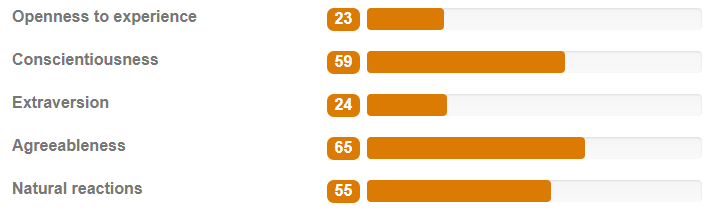 Openness to experience 23
Conscientiousness 59
Extraversion 24
Agreeableness 65
Natural reactions 55